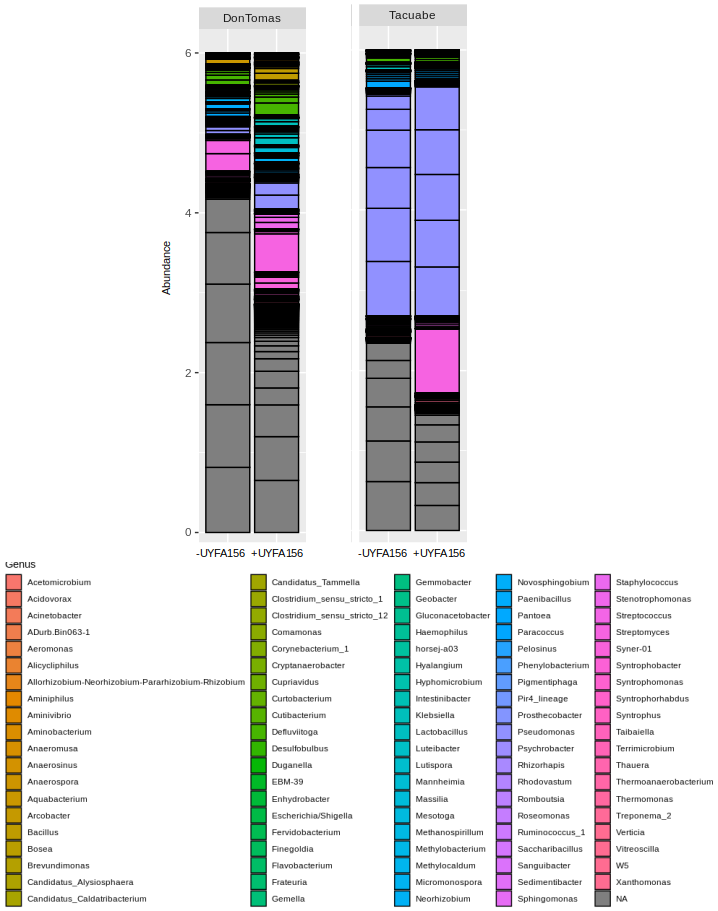 DonTomas
Tacuabe
6
4
2
0
Abundance
-UYFA156 +UYFA156
-UYFA156 +UYFA156
Genus
Acetomicrobium
Acidovorax
Acinetobacter
ADurb.Bin063-1
Aeromonas
Alicycliphilus
Allorhizobium-Neorhizobium-Pararhizobium-Rhizobium
Aminiphilus
Aminivibrio
Aminobacterium
Anaeromusa
Anaerosinus
Anaerospora
Aquabacterium
Arcobacter
Bacillus
Bosea
Brevundimonas
Candidatus_Alysiosphaera
Candidatus_Caldatribacterium
Candidatus_Tammella
Clostridium_sensu_stricto_1
Clostridium_sensu_stricto_12
Comamonas
Corynebacterium_1
Cryptanaerobacter
Cupriavidus
Curtobacterium
Cutibacterium
Defluviitoga
Desulfobulbus
Duganella
EBM-39
Enhydrobacter
Escherichia/Shigella
Fervidobacterium
Finegoldia
Flavobacterium
Frateuria
Gemella
Gemmobacter
Geobacter
Gluconacetobacter
Haemophilus
horsej-a03
Hyalangium
Hyphomicrobium
Intestinibacter
Klebsiella
Lactobacillus
Luteibacter
Lutispora
Mannheimia
Massilia
Mesotoga
Methanospirillum
Methylobacterium
Methylocaldum
Micromonospora
Neorhizobium
Novosphingobium
Paenibacillus
Pantoea
Paracoccus
Pelosinus
Phenylobacterium
Pigmentiphaga
Pir4_lineage
Prosthecobacter
Pseudomonas
Psychrobacter
Rhizorhapis
Rhodovastum
Romboutsia
Roseomonas
Ruminococcus_1
Saccharibacillus
Sanguibacter
Sedimentibacter
Sphingomonas
Staphylococcus
Stenotrophomonas
Streptococcus
Streptomyces
Syner-01
Syntrophobacter
Syntrophomonas
Syntrophorhabdus
Syntrophus
Taibaiella
Terrimicrobium
Thauera
Thermoanaerobacterium
Thermomonas
Treponema_2
Verticia
Vitreoscilla
W5
Xanthomonas
NA